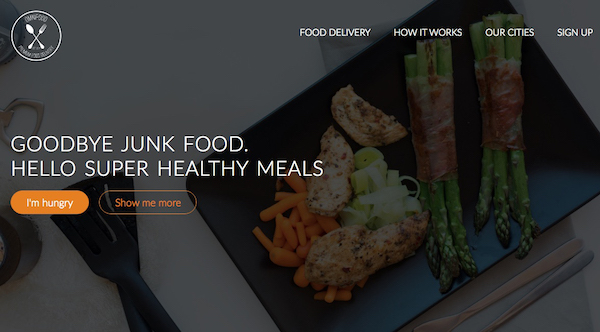 OMNIFOOD
FOOD DELIVERY
HOW IT WORKS
OUR CITIES
SIGN UP
GOODBYE JUNK FOOD.
HELLO SUPER HEALTHY MEALS
I'm hungry
Show me more